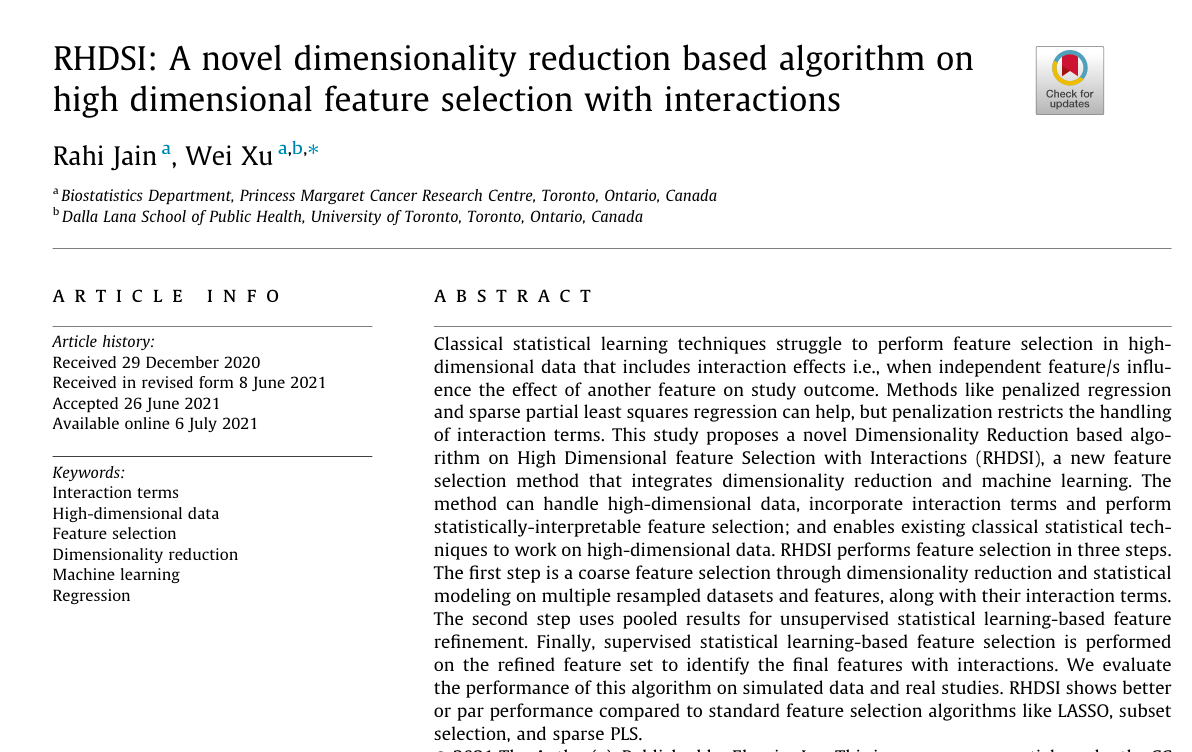 RHDSI: A novel dimensionality reduction based algorithm on
high dimensional feature selection with interactions
Check for
updates
Rahi Jain a, Wei Xu a,b,*
a Biostatistics Department, Princess Margaret Cancer Research Centre, Toronto, Ontario, Canada
b Dalla Lana School of Public Health, University of Toronto, Toronto, Ontario, Canada
ARTICLE INFO
Article history:
Received 29 December 2020
Received in revised form 8 June 2021
Accepted 26 June 2021
Available online 6 July 2021
Keywords:
Interaction terms
High-dimensional data
Feature selection
Dimensionality reduction
Machine learning
Regression
ABSTRACT
Classical statistical learning techniques struggle to perform feature selection in high-
dimensional data that includes interaction effects i.e., when independent feature/s influ-
ence the effect of another feature on study outcome. Methods like penalized regression
and sparse partial least squares regression can help, but penalization restricts the handling
of interaction terms. This study proposes a novel Dimensionality Reduction based algo-
rithm on High Dimensional feature Selection with Interactions (RHDSI), a new feature
selection method that integrates dimensionality reduction and machine learning. The
method can handle high-dimensional data, incorporate interaction terms and perform
statistically-interpretable feature selection; and enables existing classical statistical tech-
niques to work on high-dimensional data. RHDSI performs feature selection in three steps.
The first step is a coarse feature selection through dimensionality reduction and statistical
modeling on multiple resampled datasets and features, along with their interaction terms.
The second step uses pooled results for unsupervised statistical learning-based feature
refinement. Finally, supervised statistical learning-based feature selection is performed
on the refined feature set to identify the final features with interactions. We evaluate
the performance of this algorithm on simulated data and real studies. RHDSI shows better
or par performance compared to standard feature selection algorithms like LASSO, subset
selection, and sparse PLS.